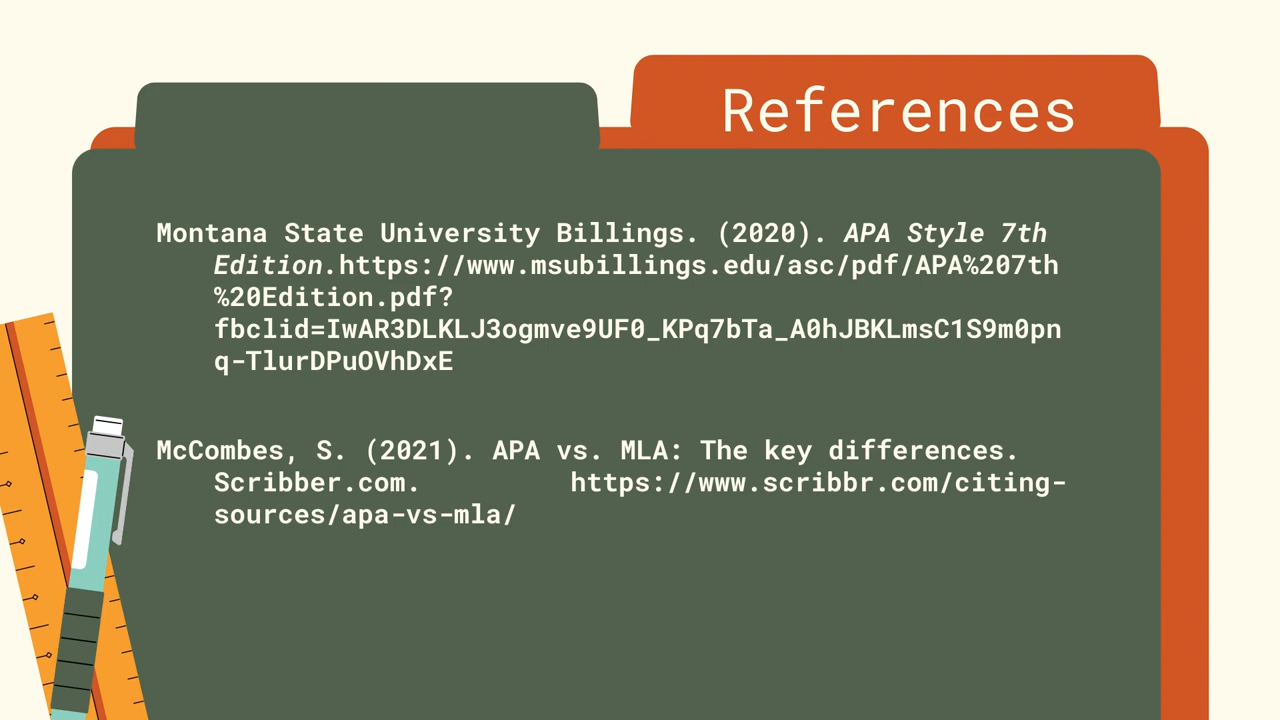 References
Montana State University Billings. (2020). APA Style 7th
Edition.https://www.msubillings.edu/asc/pdf/APA%207th
%20Edition.pdf?
fbclid=IwAR3DLKLJ3ogmve9UF0_KPq7bTa_A0hJBKLmsC1S9m0pn
q-TlurDPuOVhDxE
McCombes, S. (2021). APA vs. MLA: The key differences.
Scribber.com. https://www.scribbr.com/citing-
sources/apa-vs-mla/